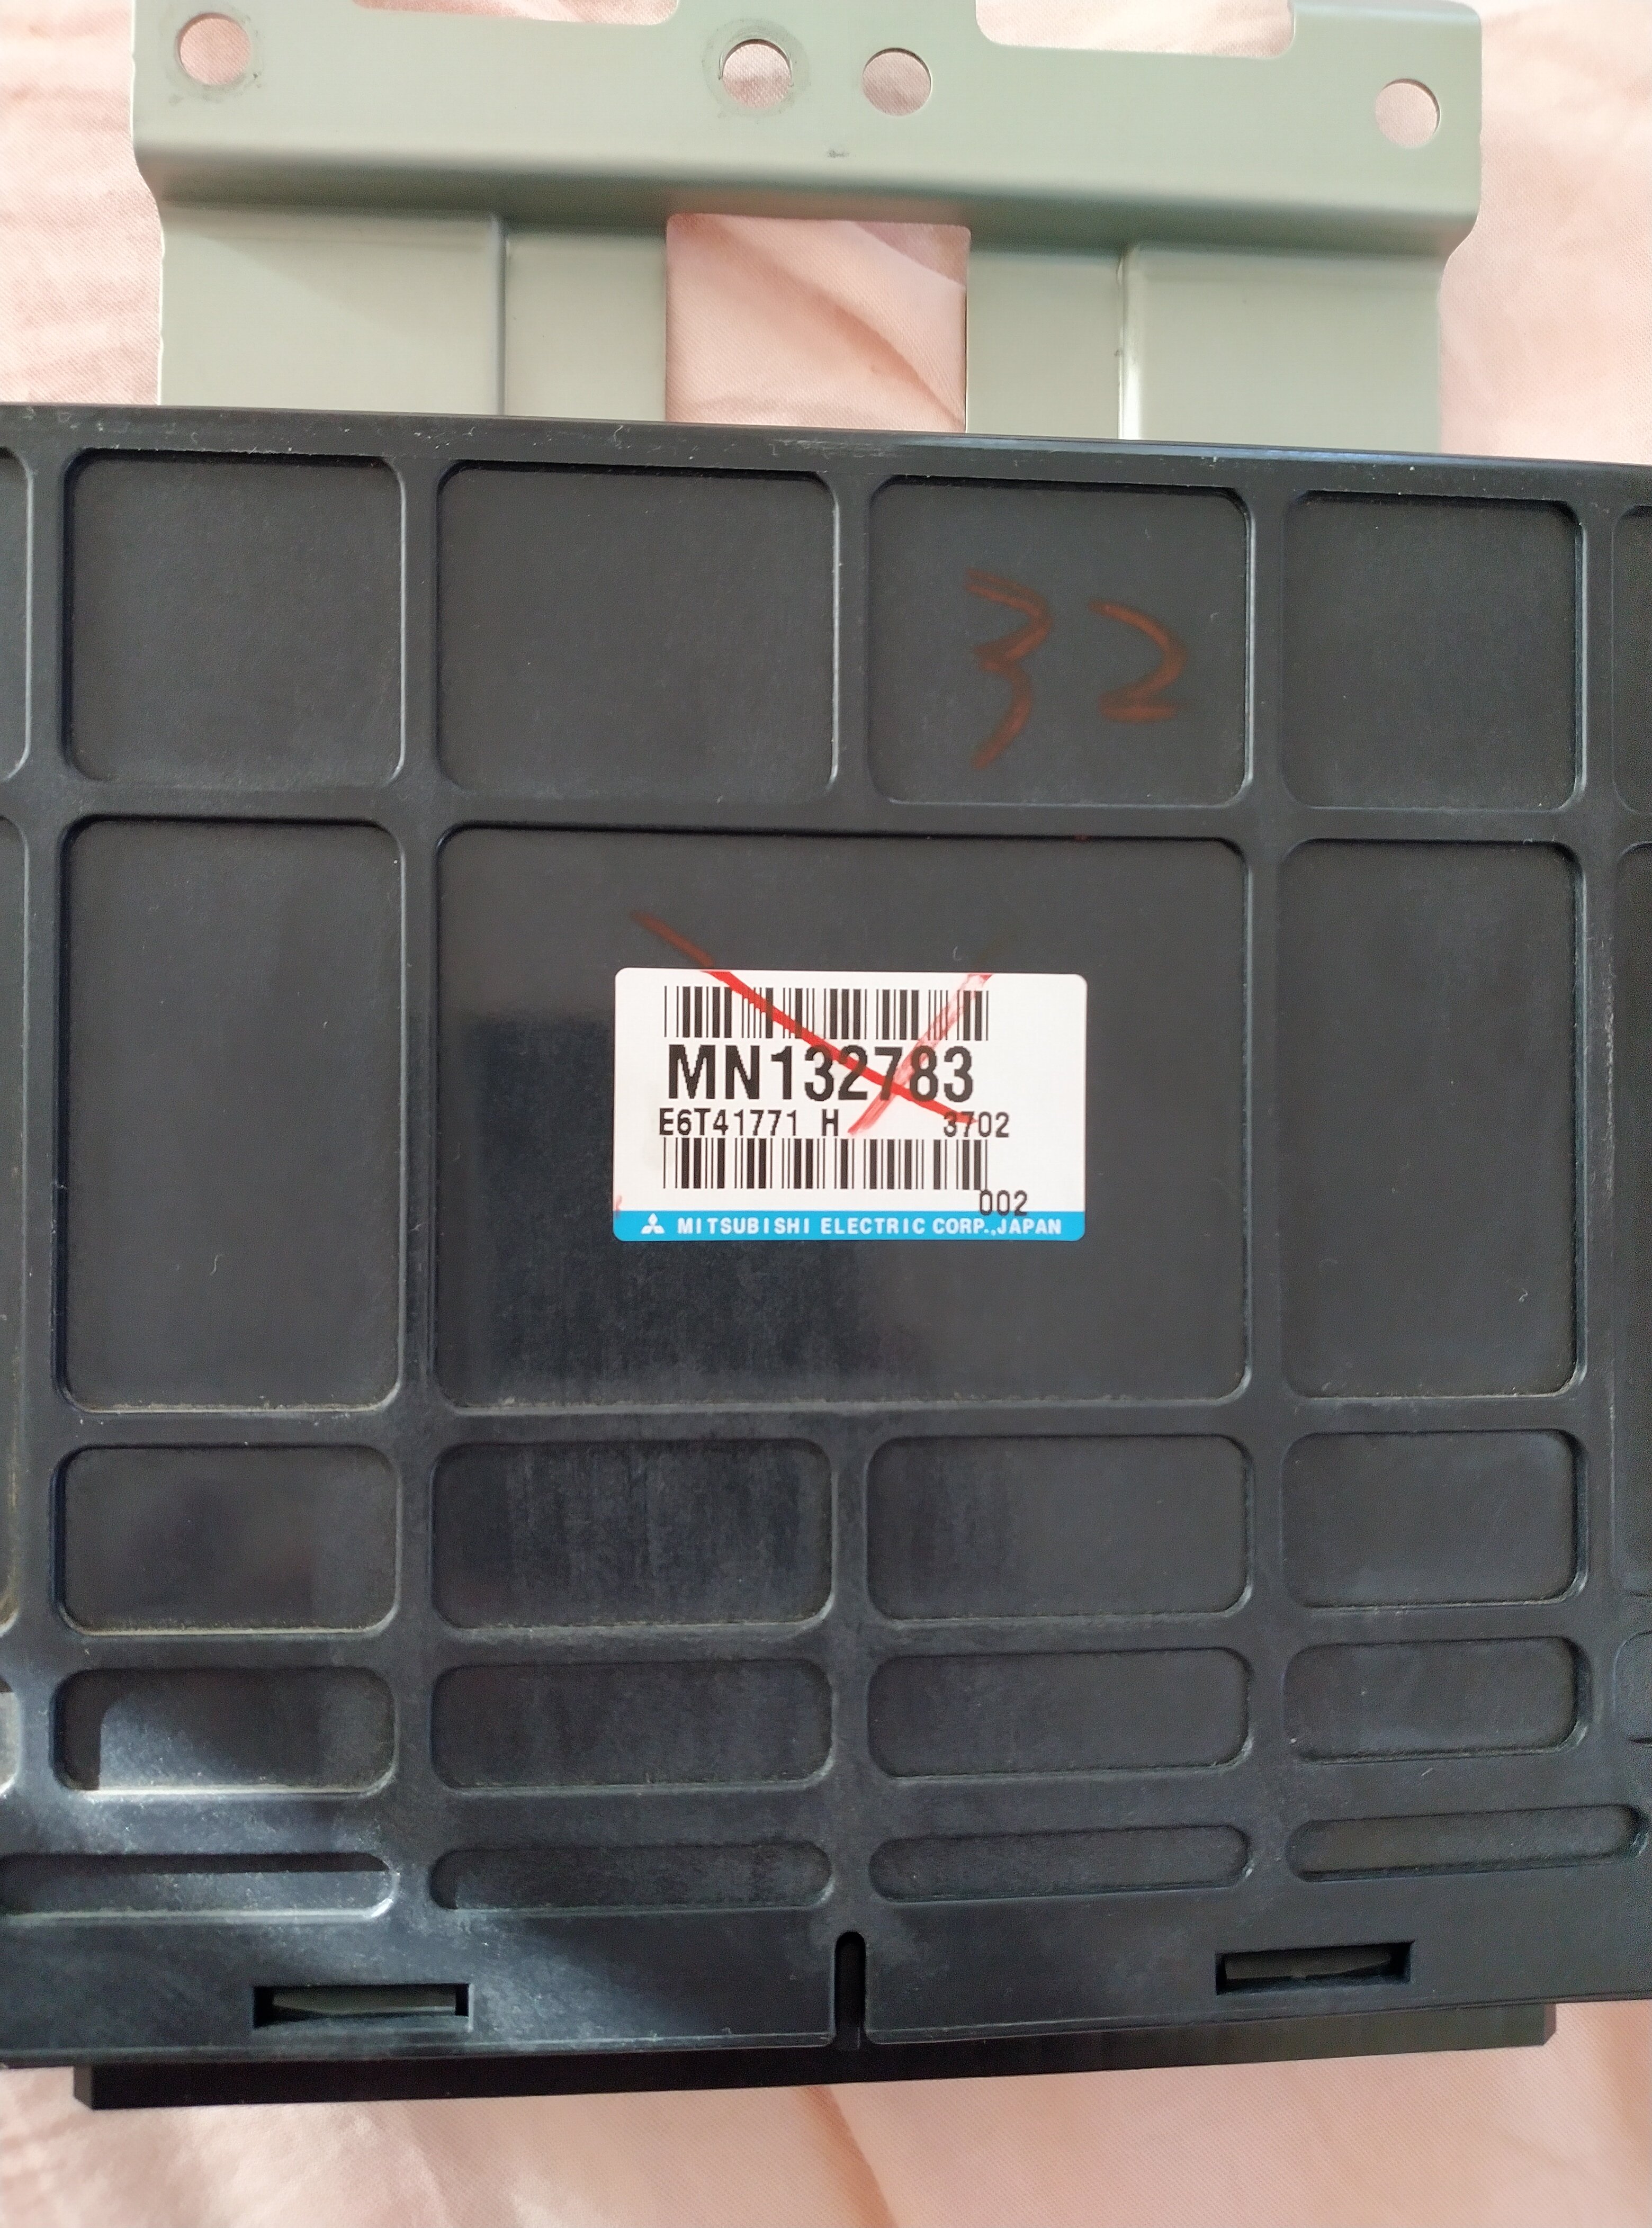 32
MN132783
E6T41771 H 3702
002
MITSUBISHI ELECTRIC CORP.,JAPAN